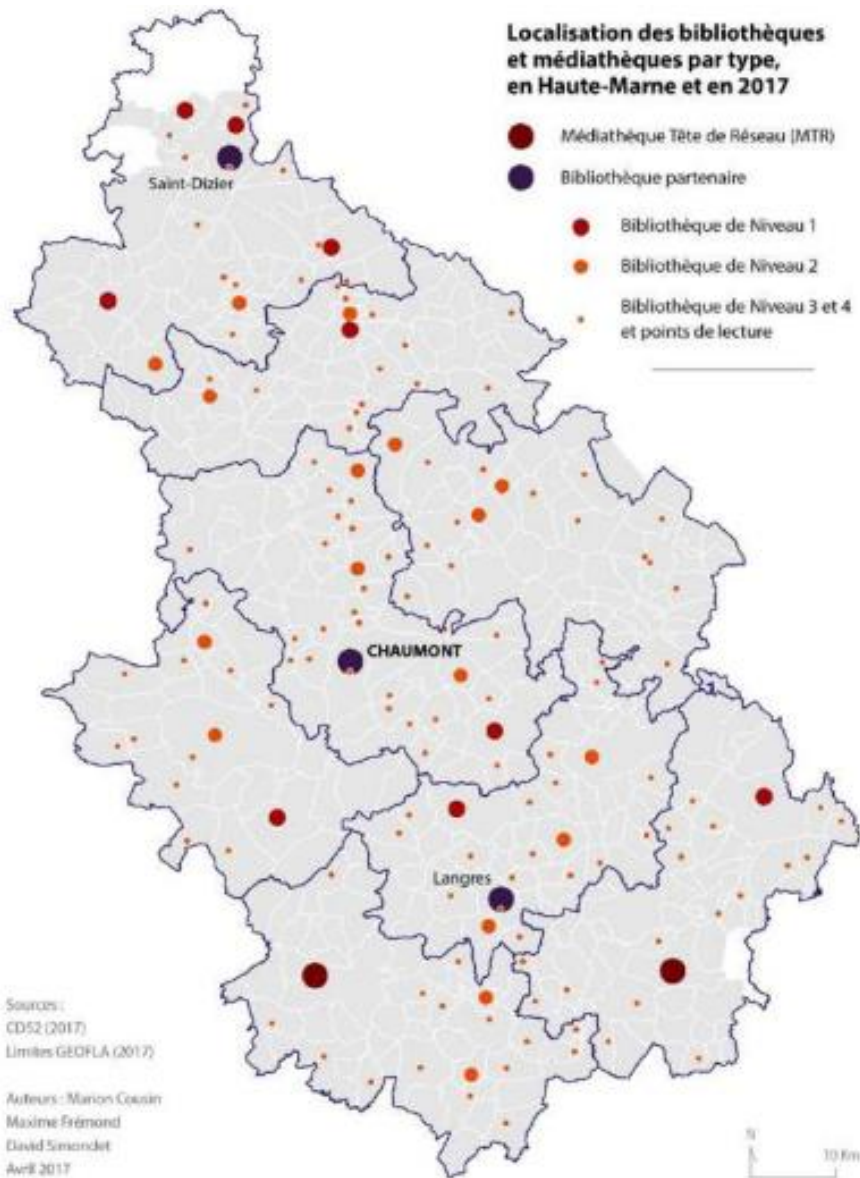 Localisation des bibliothèques
et médiathèques par type,
en Haute-Marne et en 2017
Médiathèque Tête de Réseau (MTR)
Bibliothèque partenaire
Bibliothèque de Niveau 1
Bibliothèque de Niveau 2
Bibliothèque de Niveau 3 et 4
et points de lecture
Saint-Dizier
CHAUMONT
Langres
Sources :
CD52 (2017)
Limites GEOFLA (2017)
Auteurs : Marion Cousin
Maxime Frémond
David Simondet
Avril 2017
N
10 Km